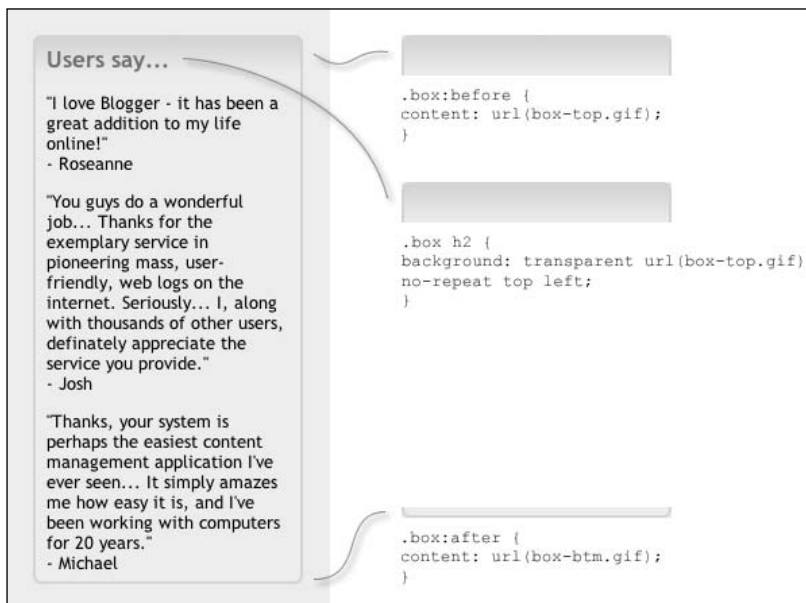 Users say...
"I love Blogger - it has been a
great addition to my life
online!"
- Roseanne
"You guys do a wonderful
job... Thanks for the
exemplary service in
pioneering mass, user-
friendly, web logs on the
internet. Seriously... I, along
with thousands of other users,
definately appreciate the
service you provide."
- Josh
"Thanks, your system is
perhaps the easiest content
management application I've
ever seen... It simply amazes
me how easy it is, and I've
been working with computers
for 20 years."
- Michael
.box:before {
content: url(box-top.gif);
}
.box h2 {
background: transparent url(box-top.gif)
no-repeat top left;
}
.box:after {
content: url(box-btm.gif);
}